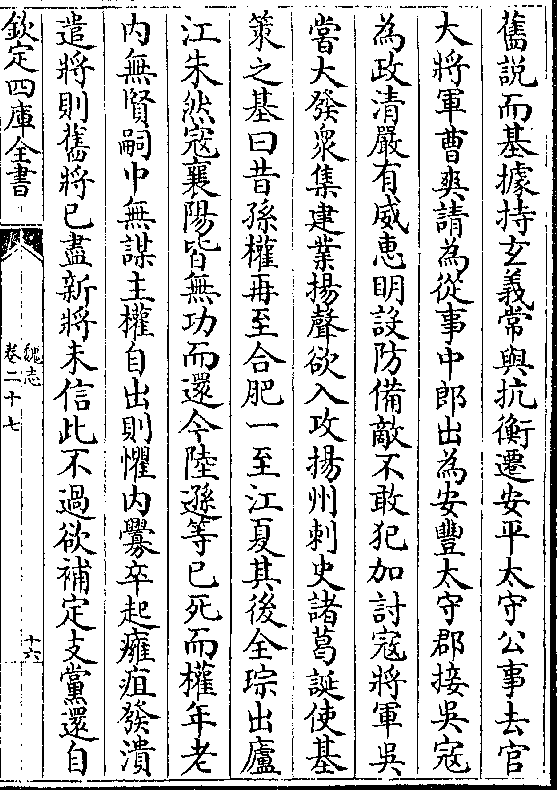 舊說而基據持玄義常與抗衡遷安平太守公事去官
大將軍曹爽請為從事中郎出為安豐太守郡接吳寇
為政清嚴有威惠明設防備敵不敢犯加討寇將軍吳
嘗大發衆集建業揚聲欲入攻揚州刺史諸葛誕使基
策之基曰昔孫權再至合肥一至江夏其後全琮出廬
江朱然寇襄陽皆無功而還今陸遜等已死而權年老
内無賢嗣中無謀主權自出則懼内釁卒起癰疽發潰
遣將則舊將已盡新將未信此不過欲補定支黨還自
欽定四庫全書
魏志
卷二十七
十六